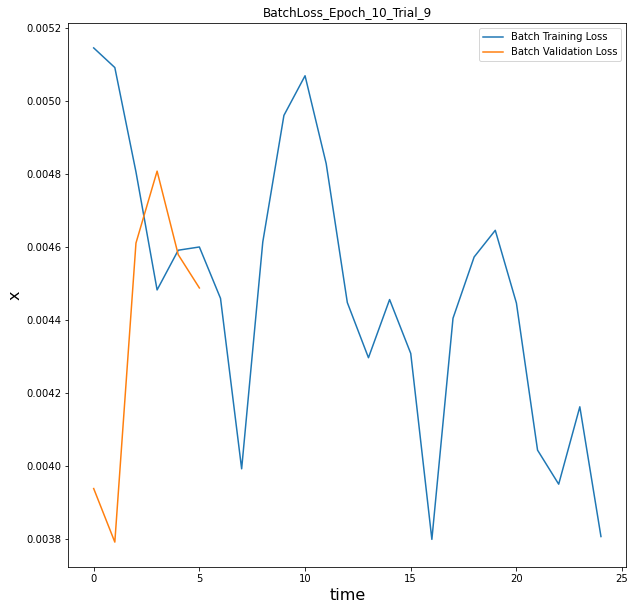 BatchLoss_Epoch_10_Trial_9
Batch Training Loss
Batch Validation Loss
0.0052
0.0050
0.0048
0.0046
0.0044
0.0042
0.0040
0.0038
x
0 5 10 15 20 25
time